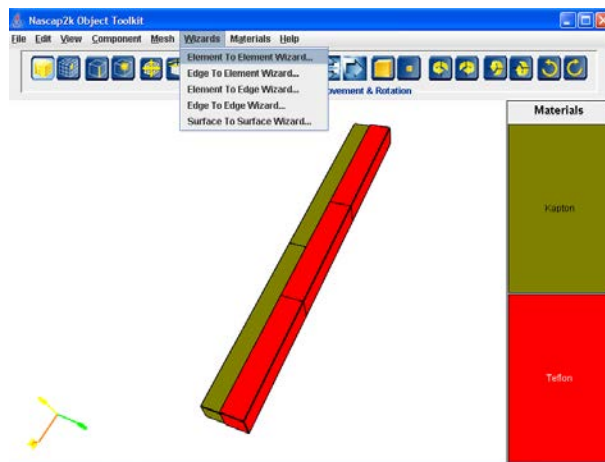 Nascap2k Object Toolkit
File Edit View Component Mesh Wizards Materials Help
Element To Element Wizard...
Edge To Element Wizard...
Element To Edge Wizard...
Edge To Edge Wizard...
Surface To Surface Wizard...
ovement & Rotation
Materials
Kapton
Teflon